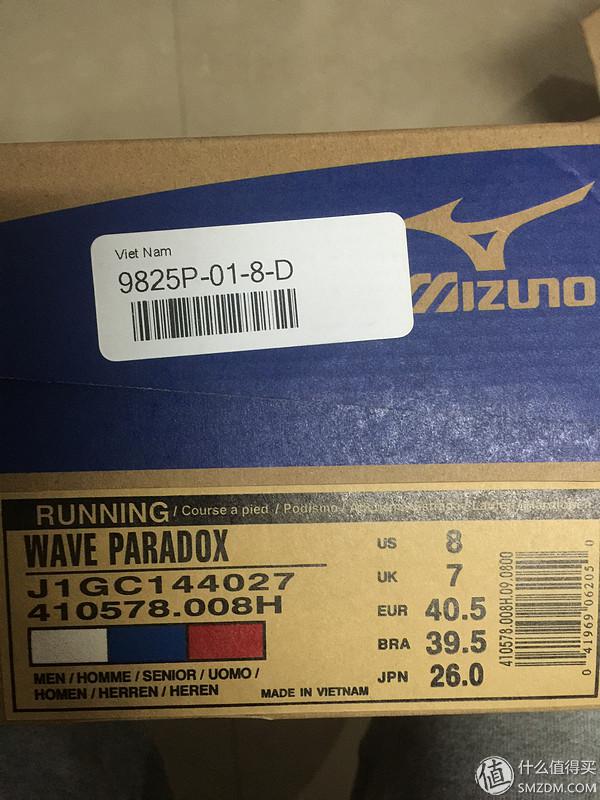 Viet Nam
9825P-01-8-D
MIZUNO
RUNNING / Course a pied / Podismo /
WAVE PARADOX
J1GC144027
410578.008H
US 8
UK 7
EUR 40.5
BRA 39.5
JPN 26.0
410578.008H.09.0800
0 41969 06205 0
MEN / HOMME / SENIOR / UOMO /
HOMEN / HERREN / HEREN
MADE IN VIETNAM
值 什么值得买
SMZDM.COM